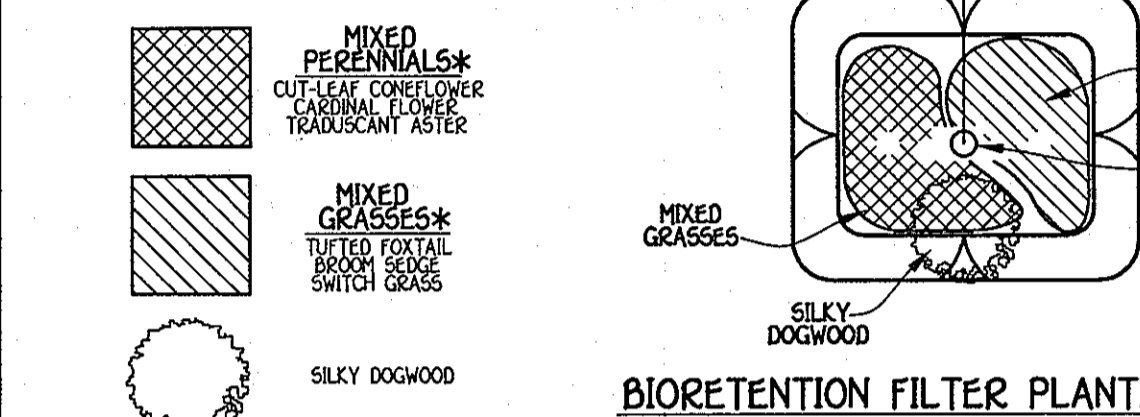 MIXED
PERENNIALS*
CUT-LEAF CONEFLOWER
CARDINAL FLOWER
TRADUSCANT ASTER
MIXED
GRASSES*
TUFTED FOXTAIL
BROOM SEDGE
SWITCH GRASS
SILKY DOGWOOD
MIXED
GRASSES
SILKY
DOGWOOD
BIORETENTION FILTER PLANT